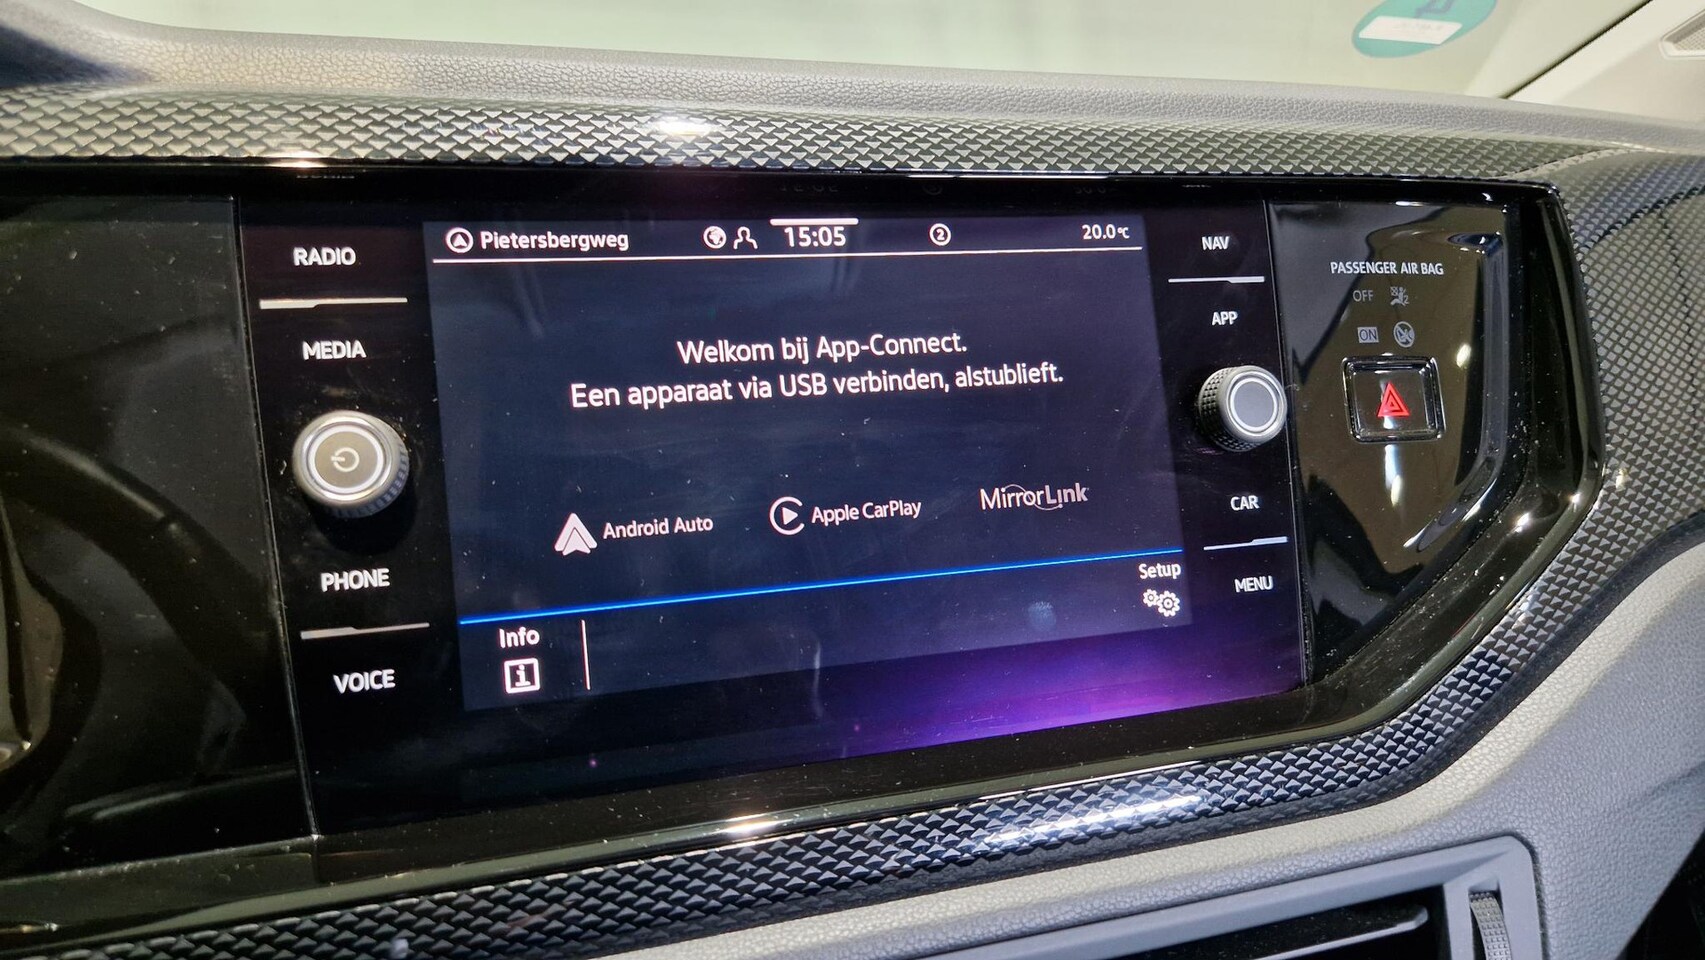 RADIO
MEDIA
PHONE
VOICE
Pietersbergweg
15:05
2
20.0°C
Welkom bij App-Connect.
Een apparaat via USB verbinden, alstublieft.
Android Auto
Apple CarPlay
MirrorLink
Setup
Info
i
NAV
APP
CAR
MENU
PASSENGER AIR BAG
OFF
ON